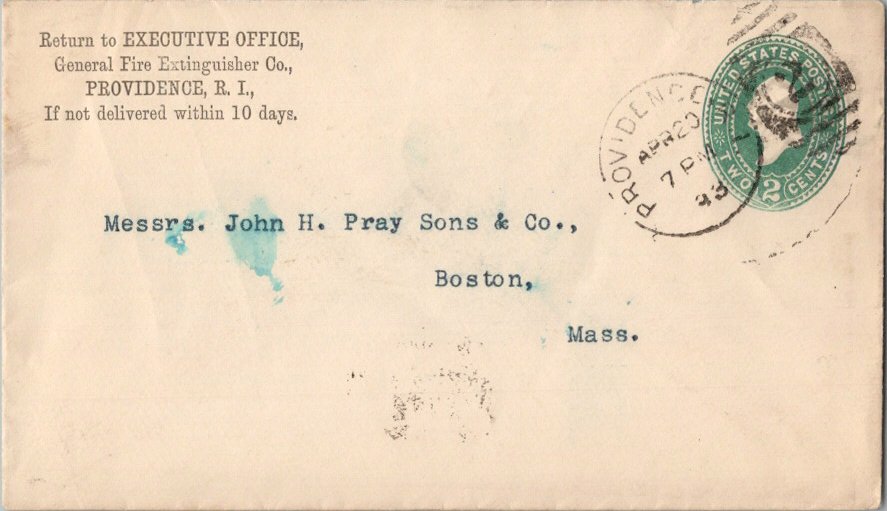 Return to EXECUTIVE OFFICE,
General Fire Extinguisher Co.,
PROVIDENCE, R. I.,
If not delivered within 10 days.
UNITED STATES POST
TWO 2 CENTS
PROVIDENCE
APR 20
7 PM
93
Messrs. John H. Pray Sons & Co.,
Boston,
Mass.